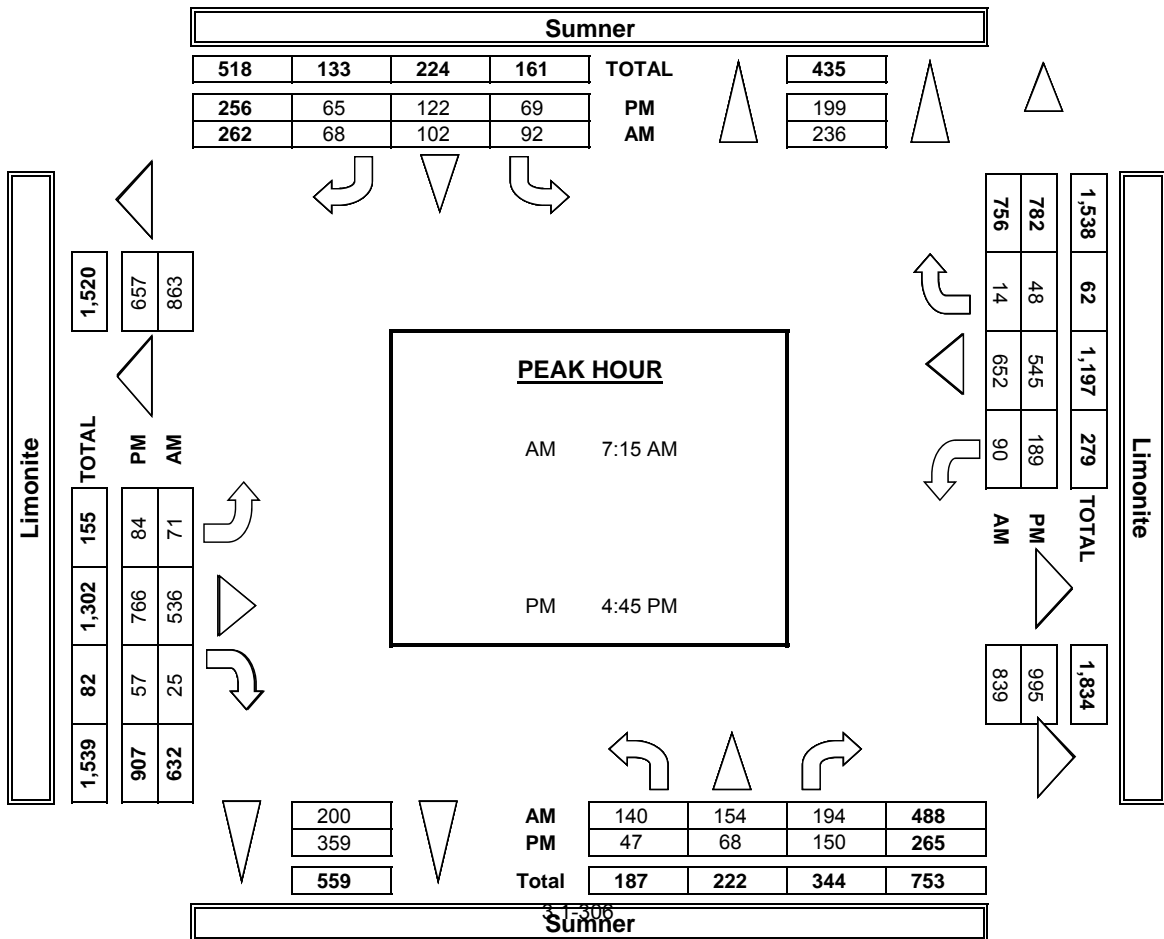 Sumner
518 133 224 161 TOTAL 435
256 65 122 69 PM 199
262 68 102 92 AM 236
Limonite
1,520 657 863
TOTAL PM AM
155 84 71
1,302 766 536
82 57 25
1,539 907 632
PEAK HOUR
AM 7:15 AM
PM 4:45 PM
756 782 1,538
14 48 62
652 545 1,197
90 189 279
AM PM TOTAL
839 995 1,834
Limonite
200 AM 140 154 194 488
359 PM 47 68 150 265
559 Total 187 222 344 753
3.1-306
Sumner